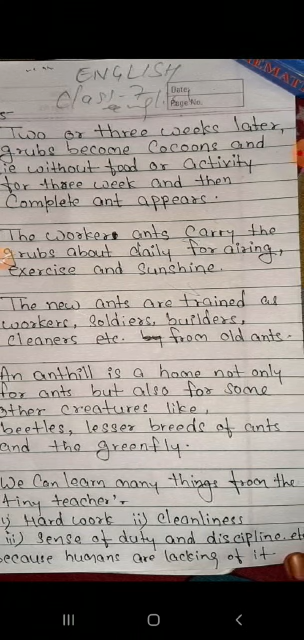 ENGLISH
Class-7
Date
Page No.
Two or three weeks later,
grubs become Cocoons and
lie without food or activity
for three week and then
Complete ant appears.
The workers ants carry the
grubs about daily for airing,
exercise and sunshine.
The new ants are trained as
workers, soldiers, builders,
cleaners etc. from old ants.
An anthill is a home not only
for ants but also for some
other creatures like,
beetles, lesser breeds of ants
and the greenfly.
We can learn many things from the
tiny teacher's
i) Hard work ii) cleanliness
iii) sense of duty and discipline. etc
because humans are lacking of it